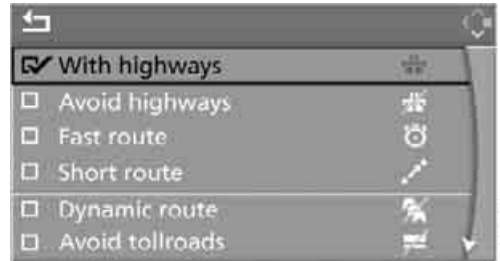 With highways
Avoid highways
Fast route
Short route
Dynamic route
Avoid tollroads